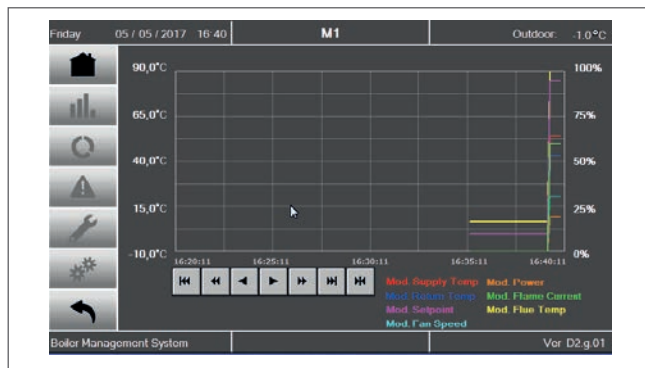 Friday 05 / 05 / 2017 16:40 M1 Outdoor: -1.0°C
90,0°C 100%
65,0°C 75%
40,0°C 50%
15,0°C 25%
-10,0°C 0%
16:20:11 16:25:11 16:30:11 16:35:11 16:40:11
Mod. Supply Temp Mod. Power
Mod. Return Temp Mod. Flame Current
Mod. Setpoint Mod. Flue Temp
Mod. Fan Speed
Boiler Management System Ver D2.g.01